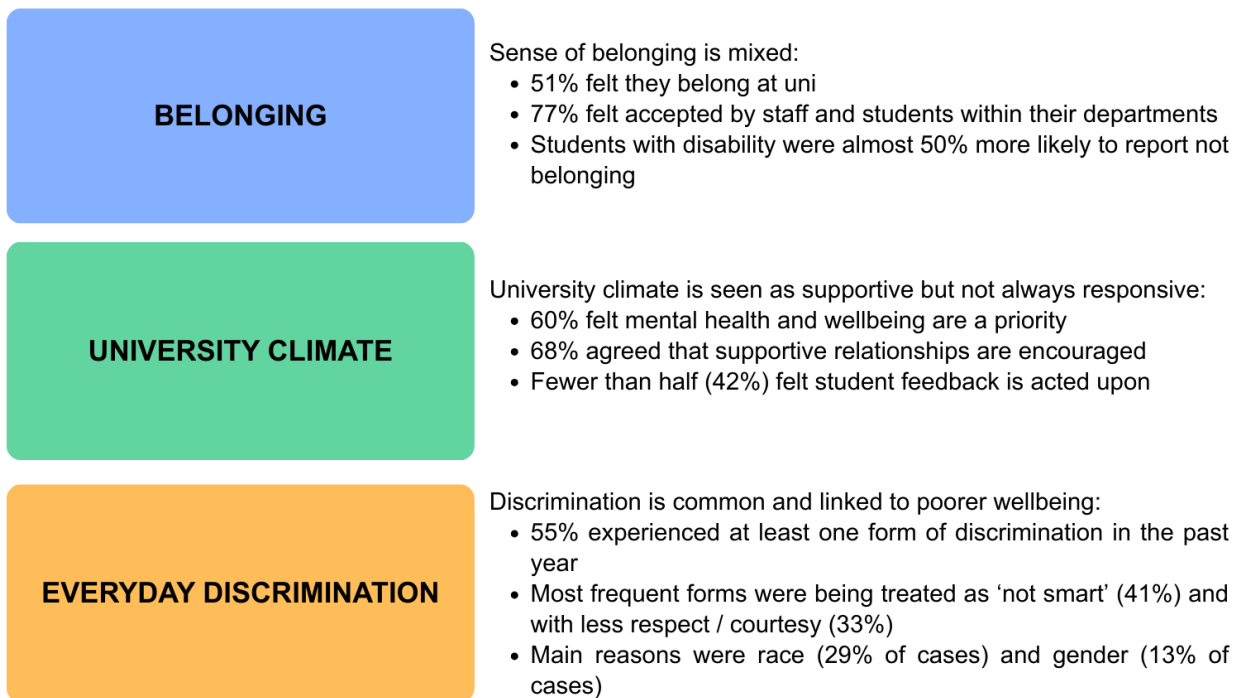 BELONGING
Sense of belonging is mixed:
• 51% felt they belong at uni
• 77% felt accepted by staff and students within their departments
• Students with disability were almost 50% more likely to report not
belonging
UNIVERSITY CLIMATE
University climate is seen as supportive but not always responsive:
• 60% felt mental health and wellbeing are a priority
• 68% agreed that supportive relationships are encouraged
• Fewer than half (42%) felt student feedback is acted upon
EVERYDAY DISCRIMINATION
Discrimination is common and linked to poorer wellbeing:
• 55% experienced at least one form of discrimination in the past
year
• Most frequent forms were being treated as ‘not smart’ (41%) and
with less respect / courtesy (33%)
• Main reasons were race (29% of cases) and gender (13% of
cases)